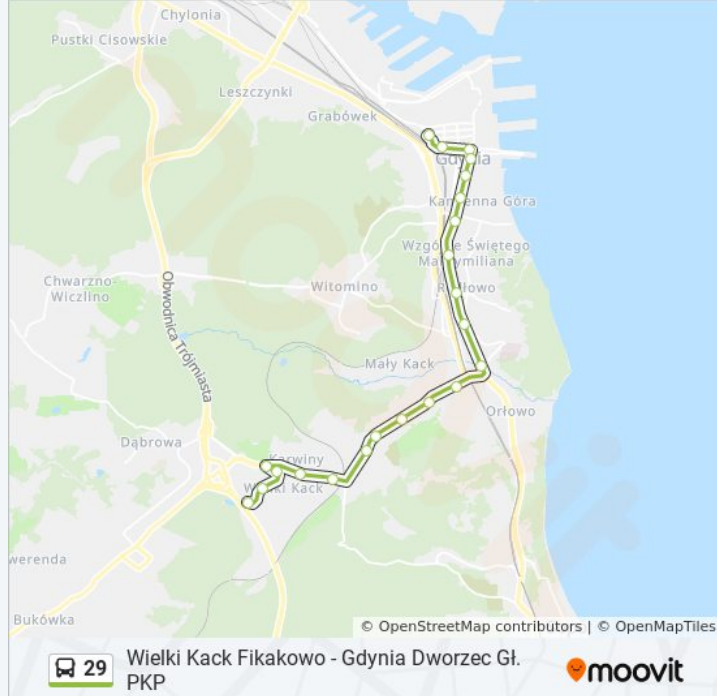 Chylonia
Pustki Cisowskie
Leszczynki
Grabówek
Gdynia
Kamienna Góra
Wzgórze Świętego
Maksymiliana
Chwarzno-
Wiczlino
Witomino
Redłowo
Obwodnica Trójmiasta
Mały Kack
Orłowo
Dąbrowa
Karwiny
Wielki Kack
werenda
Bukówka
© OpenStreetMap contributors | © OpenMapTiles
29
Wielki Kack Fikakowo - Gdynia Dworzec Gł.
PKP
moovit